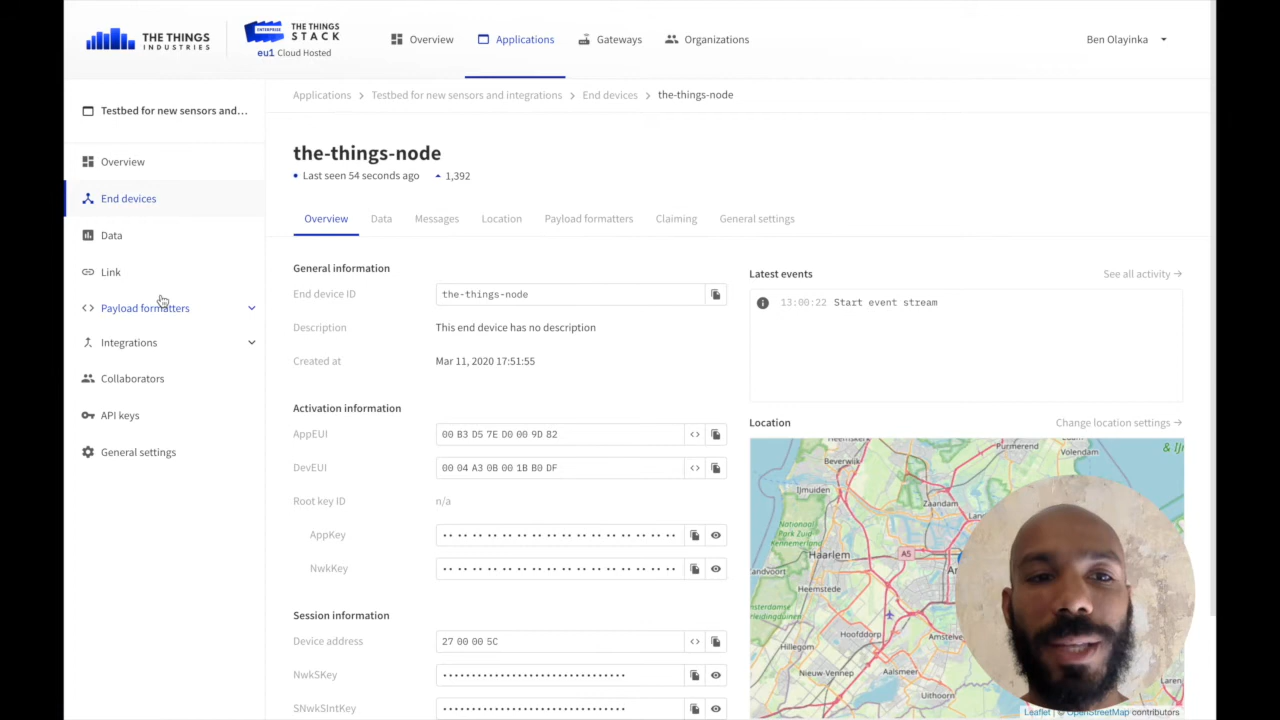 THE THINGS INDUSTRIES
ENTERPRISE THE THINGS STACK
eu1 Cloud Hosted
Overview
Applications
Gateways
Organizations
Ben Olayinka
Testbed for new sensors and...
Overview
End devices
Data
Link
Payload formatters
Integrations
Collaborators
API keys
General settings
Applications > Testbed for new sensors and integrations > End devices > the-things-node
the-things-node
Last seen 54 seconds ago 1,392
Overview Data Messages Location Payload formatters Claiming General settings
General information
End device ID the-things-node
Description This end device has no description
Created at Mar 11, 2020 17:51:55
Activation information
AppEUI 00 B3 D5 7E D0 00 9D 82
DevEUI 00 04 A3 0B 00 1B B0 DF
Root key ID n/a
AppKey
NwkKey
Session information
Device address 27 00 00 5C
NwkSKey
SNwkSIntKey
Latest events See all activity →
13:00:22 Start event stream
Location Change location settings →
Purmerend
Beverwijk
Volendam
IJmuiden
Zaandam
Nationaal
Park Zuid-
Kennemerland
Haarlem
A5
Heemstede
Hoofddorp
Amstelve
Hillegom
Nieuw-Vennep
Aalsmeer
Uithoorn
Laren
Leaflet | © OpenStreetMap contributors